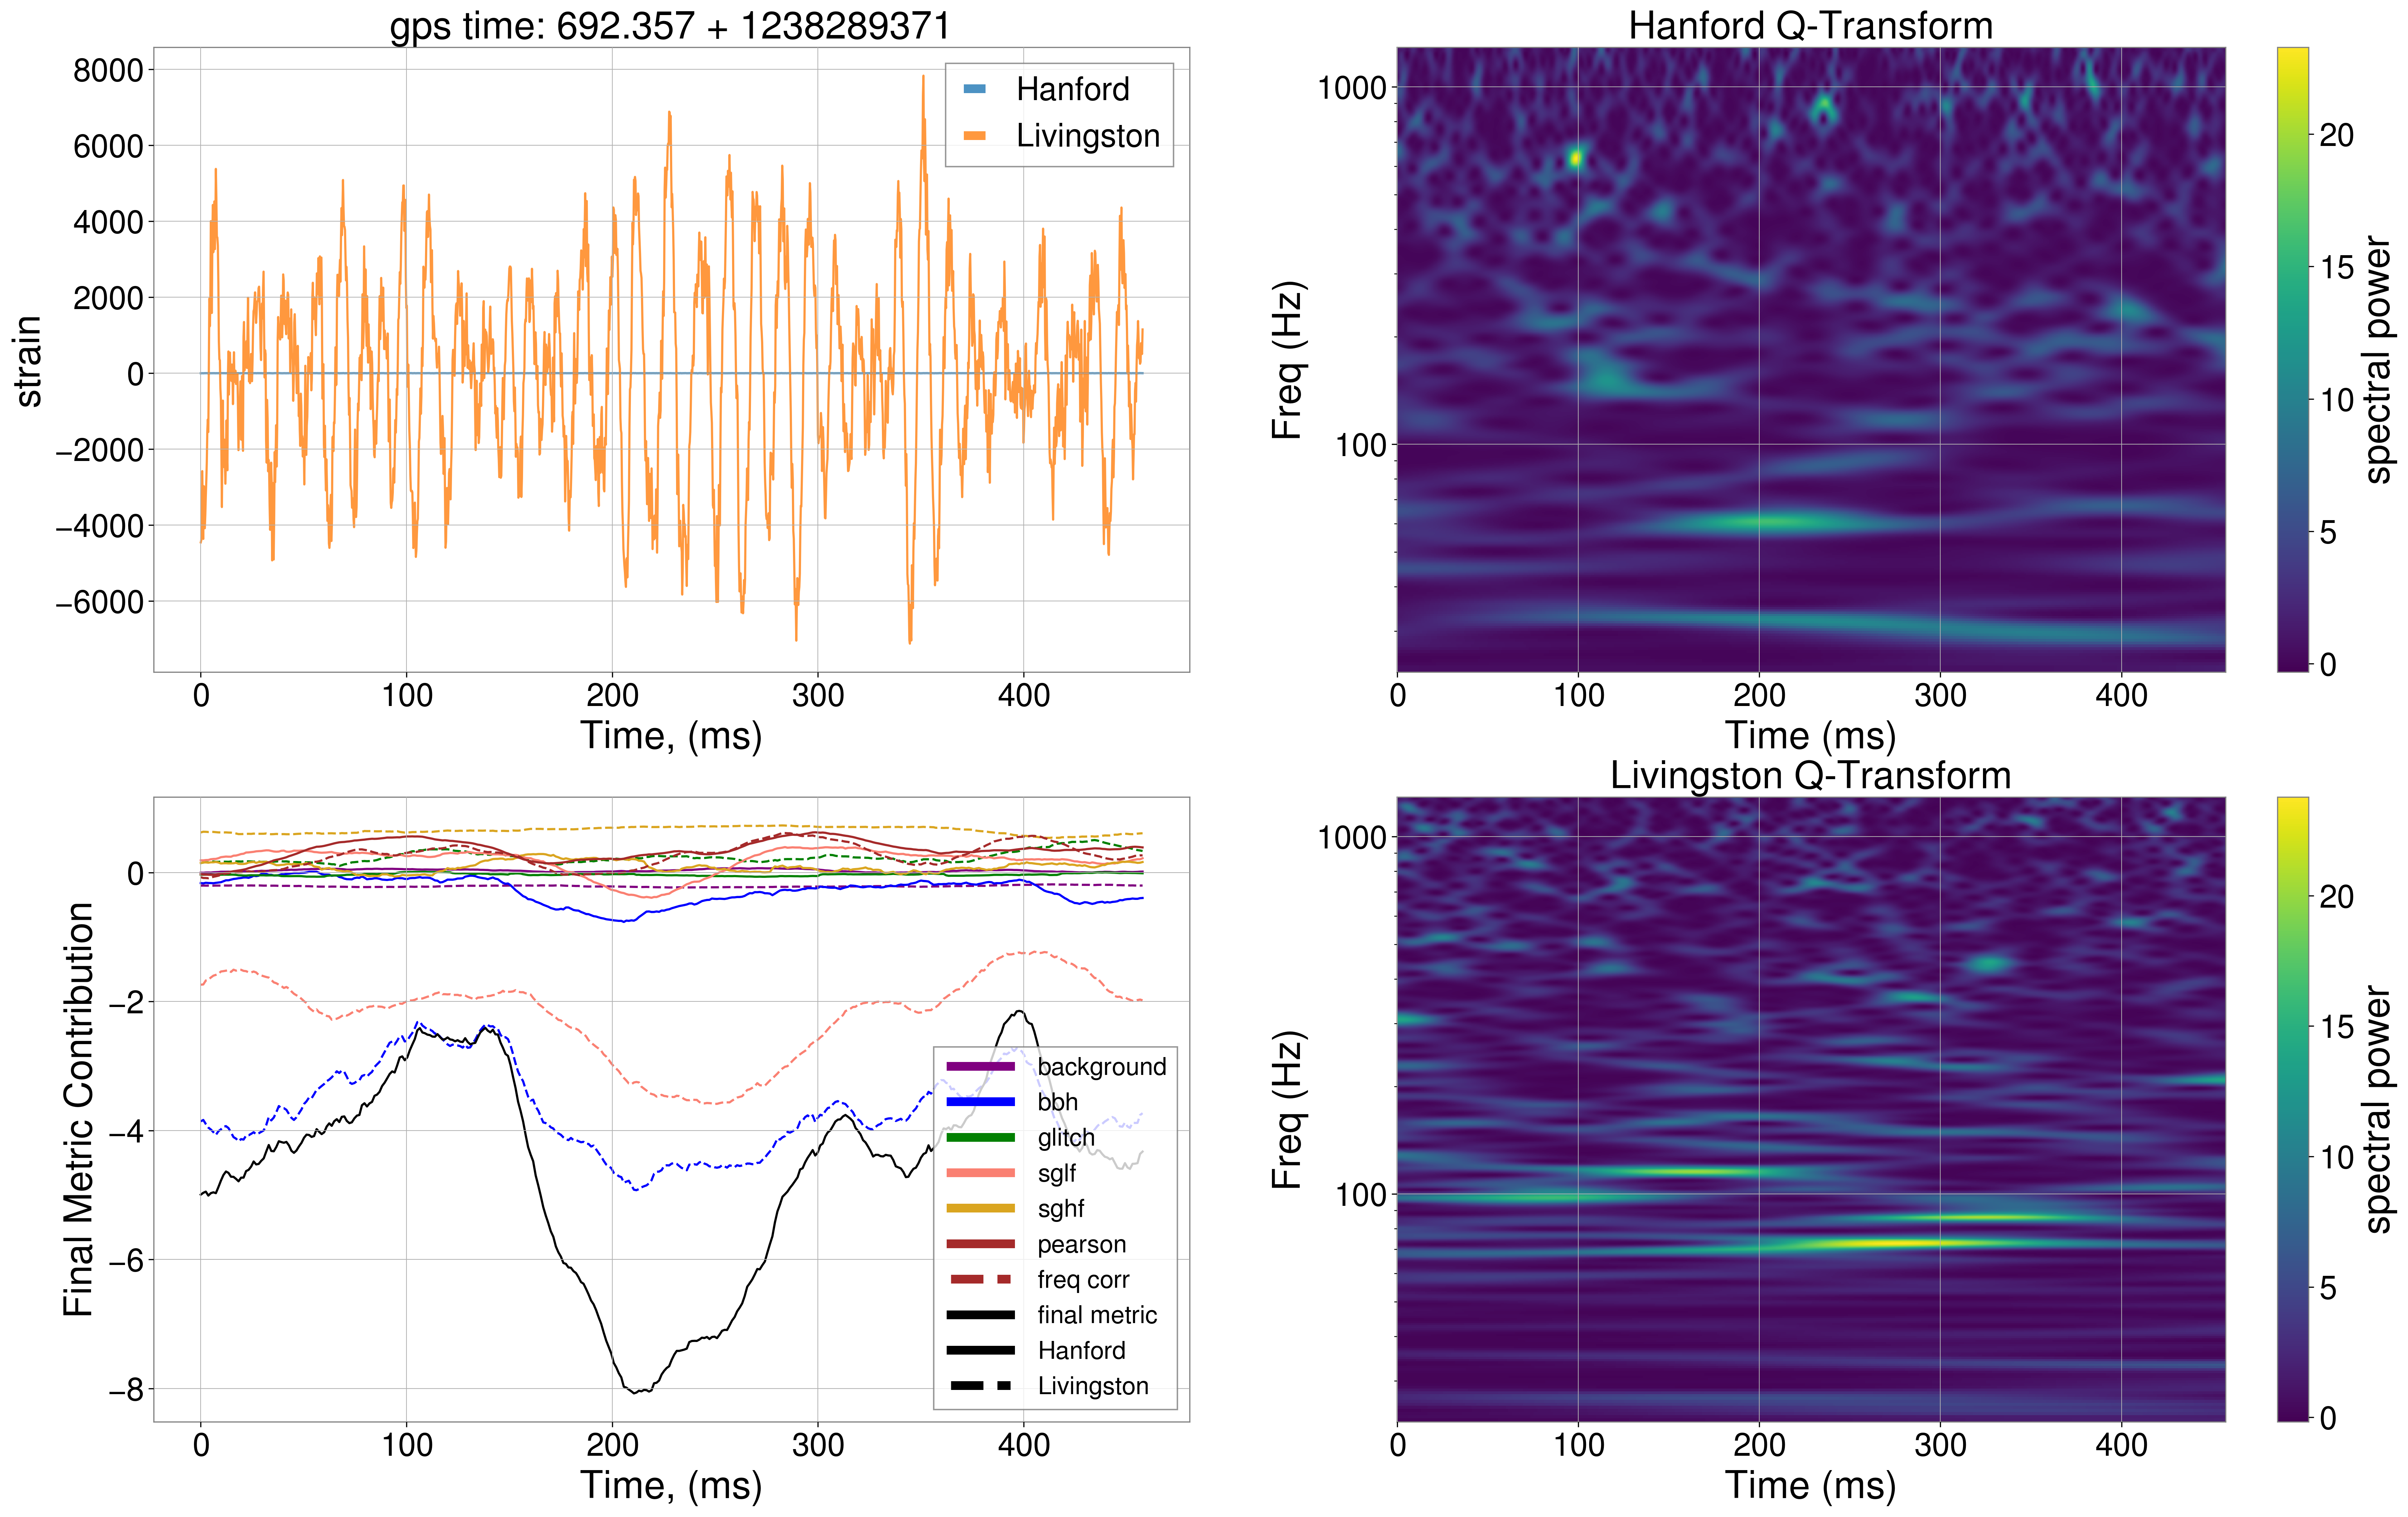 gps time: 692.357 + 1238289371
8000
6000
4000
2000
0
−2000
−4000
−6000
strain
Hanford
Livingston
0 100 200 300 400
Time, (ms)
Hanford Q-Transform
1000
100
Freq (Hz)
0 100 200 300 400
Time (ms)
20
15
10
5
0
spectral power
0
−2
−4
−6
−8
Final Metric Contribution
background
bbh
glitch
sglf
sghf
pearson
freq corr
final metric
Hanford
Livingston
0 100 200 300 400
Time, (ms)
Livingston Q-Transform
1000
100
Freq (Hz)
0 100 200 300 400
Time (ms)
20
15
10
5
0
spectral power